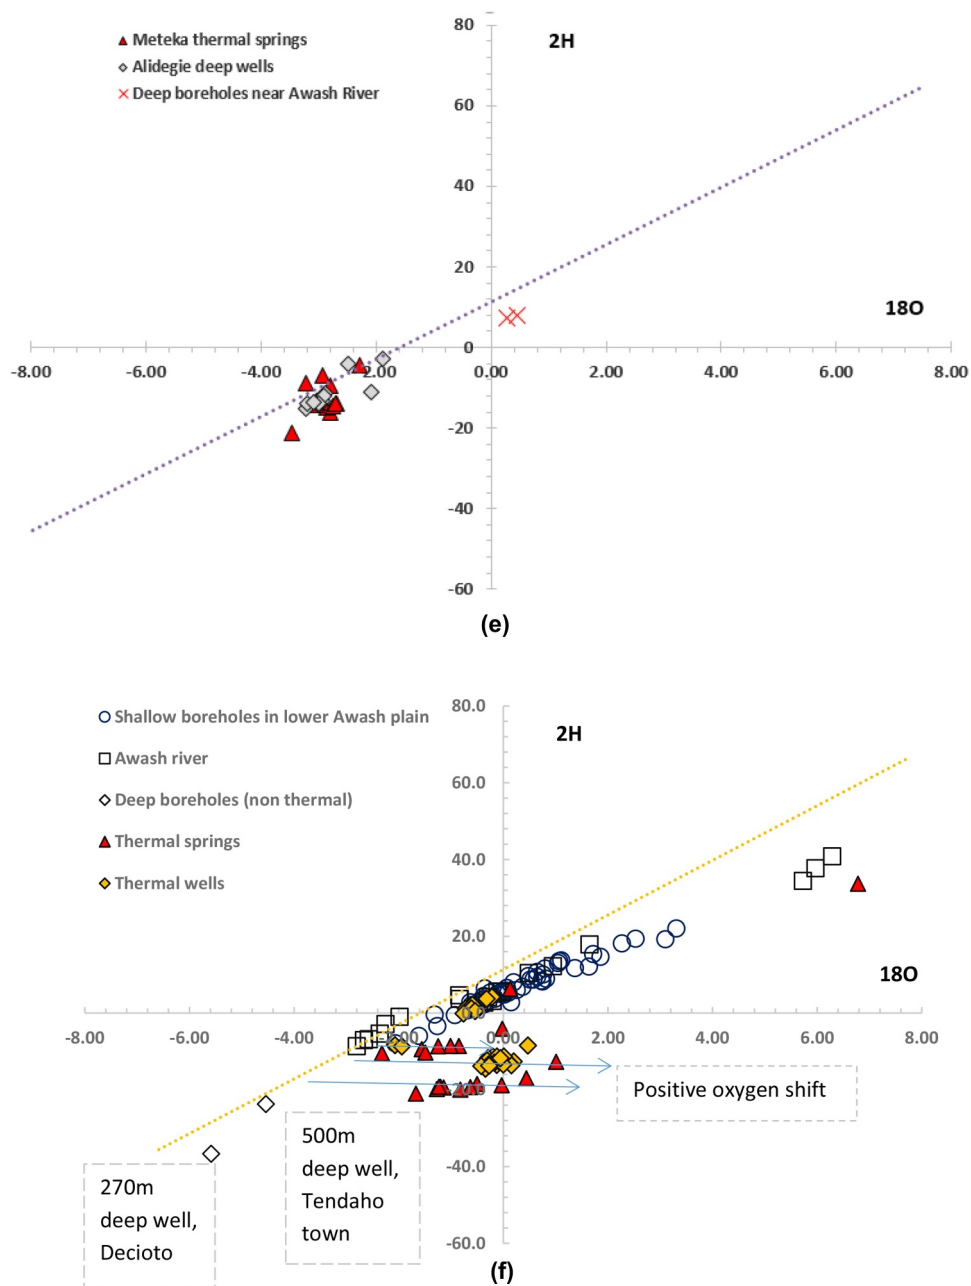 Meteka thermal springs
Alidegie deep wells
Deep boreholes near Awash River
80
2H
60
40
20
18O
0
-8.00 -6.00 -4.00 -2.00 0.00 2.00 4.00 6.00 8.00
-20
-40
-60
(e)
Shallow boreholes in lower Awash plain
Awash river
Deep boreholes (non thermal)
Thermal springs
Thermal wells
80.0
2H
60.0
40.0
20.0
18O
-8.00 -6.00 -4.00 0.00 2.00 4.00 6.00 8.00
Positive oxygen shift
500m
deep well,
Tendaho
town
-40.0
270m
deep well,
Decioto
-60.0
(f)